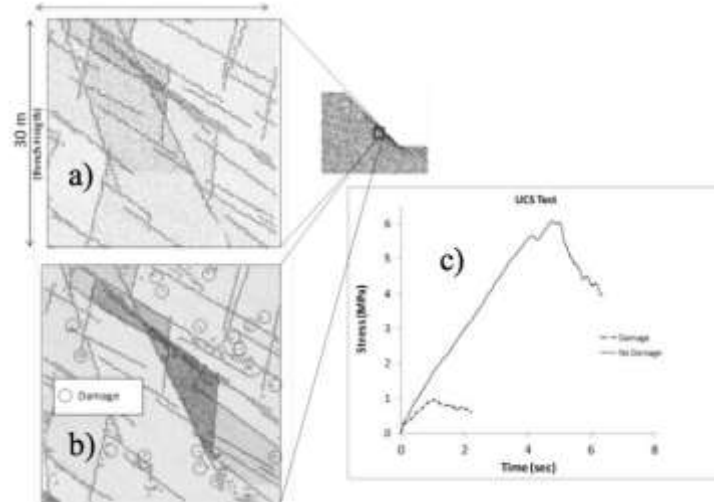 30 m
(Bench Height)
a)
Damage
b)
UCS Test
c)
Stress (MPa)
6
5
4
3
2
1
0
Damage
No Damage
0
2
4
6
8
Time (sec)